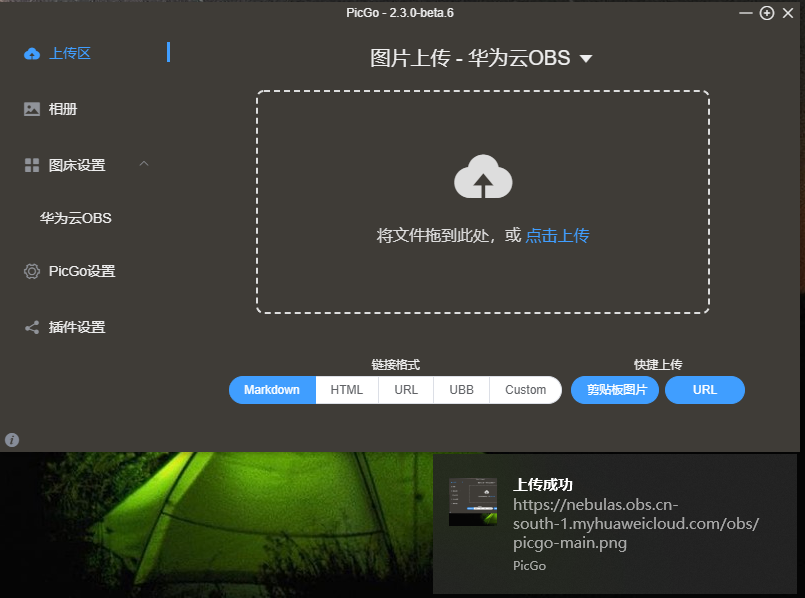 PicGo - 2.3.0-beta.6
上传区
相册
图床设置
华为云OBS
PicGo设置
插件设置
图片上传 - 华为云OBS
将文件拖到此处，或 点击上传
链接格式
Markdown HTML URL UBB Custom
快捷上传
剪贴板图片 URL
上传成功
https://nebulas.obs.cn-
south-1.myhuaweicloud.com/obs/
picgo-main.png
PicGo